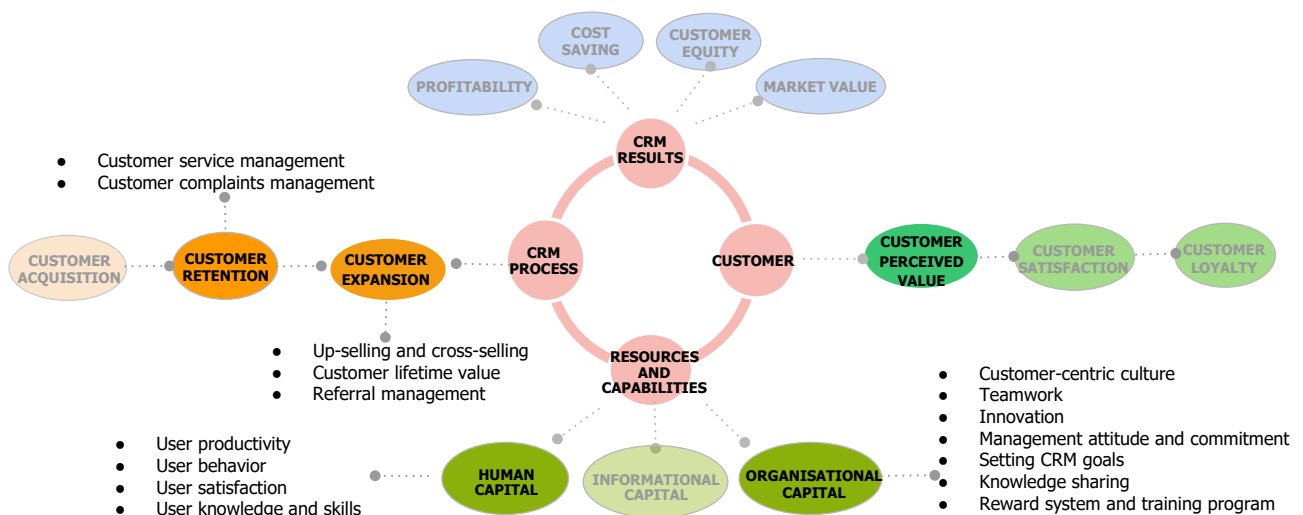 COST
SAVING
CUSTOMER
EQUITY
PROFITABILITY
MARKET VALUE
CRM
RESULTS
● Customer service management
● Customer complaints management
CUSTOMER
ACQUISITION
CUSTOMER
RETENTION
CUSTOMER
EXPANSION
CRM
PROCESS
CUSTOMER
CUSTOMER
PERCEIVED
VALUE
CUSTOMER
SATISFACTION
CUSTOMER
LOYALTY
● Up-selling and cross-selling
● Customer lifetime value
● Referral management
RESOURCES
AND
CAPABILITIES
● User productivity
● User behavior
● User satisfaction
● User knowledge and skills
HUMAN
CAPITAL
INFORMATIONAL
CAPITAL
ORGANISATIONAL
CAPITAL
● Customer-centric culture
● Teamwork
● Innovation
● Management attitude and commitment
● Setting CRM goals
● Knowledge sharing
● Reward system and training program